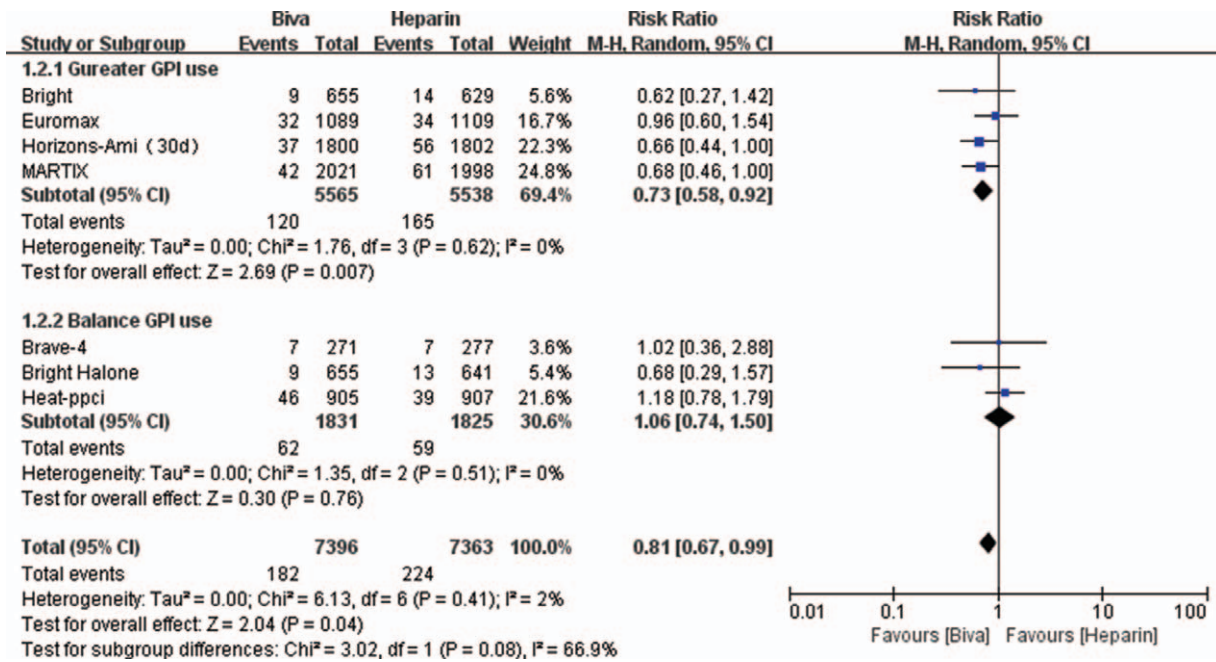 Biva Heparin Risk Ratio Risk Ratio
Study or Subgroup Events Total Events Total Weight M-H, Random, 95% CI M-H, Random, 95% CI
1.2.1 Gureater GPI use
Bright 9 655 14 629 5.6% 0.62 [0.27, 1.42]
Euromax 32 1089 34 1109 16.7% 0.96 [0.60, 1.54]
Horizons-Ami ( 30d ) 37 1800 56 1802 22.3% 0.66 [0.44, 1.00]
MARTIX 42 2021 61 1998 24.8% 0.68 [0.46, 1.00]
Subtotal (95% CI) 5565 5538 69.4% 0.73 [0.58, 0.92]
Total events 120 165
Heterogeneity: Tau² = 0.00; Chi² = 1.76, df = 3 (P = 0.62); I² = 0%
Test for overall effect: Z = 2.69 (P = 0.007)
1.2.2 Balance GPI use
Brave-4 7 271 7 277 3.6% 1.02 [0.36, 2.88]
Bright Halone 9 655 13 641 5.4% 0.68 [0.29, 1.57]
Heat-ppci 46 905 39 907 21.6% 1.18 [0.78, 1.79]
Subtotal (95% CI) 1831 1825 30.6% 1.06 [0.74, 1.50]
Total events 62 59
Heterogeneity: Tau² = 0.00; Chi² = 1.35, df = 2 (P = 0.51); I² = 0%
Test for overall effect: Z = 0.30 (P = 0.76)
Total (95% CI) 7396 7363 100.0% 0.81 [0.67, 0.99]
Total events 182 224
Heterogeneity: Tau² = 0.00; Chi² = 6.13, df = 6 (P = 0.41); I² = 2%
Test for overall effect: Z = 2.04 (P = 0.04)
Test for subgroup differences: Chi² = 3.02, df = 1 (P = 0.08), I² = 66.9%
0.01 0.1 1 10 100
Favours [Biva] Favours [Heparin]